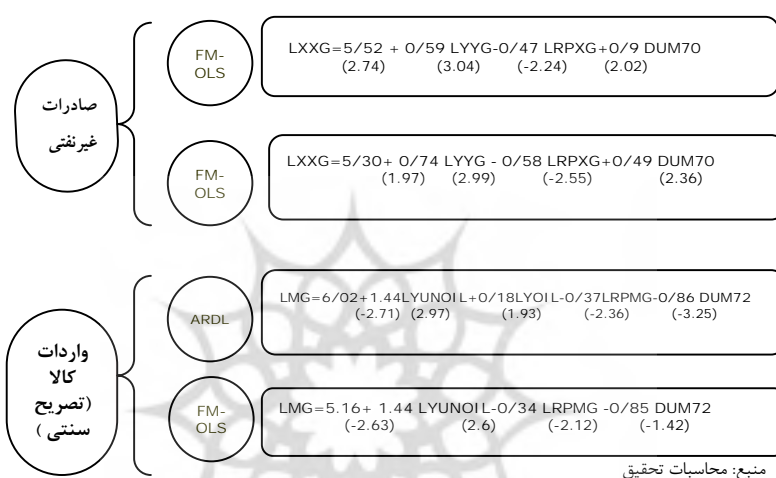 صادرات
غیرنفتی
FM-
OLS
LXXG=5/52 + 0/59 LYYG-0/47 LRPXG+0/9 DUM70
(2.74) (3.04) (-2.24) (2.02)
FM-
OLS
LXXG=5/30+ 0/74 LYYG - 0/58 LRPXG+0/49 DUM70
(1.97) (2.99) (-2.55) (2.36)
واردات
کالا
(تصریح
سنتی )
ARDL
LMG=6/02+1.44LYUNOIL+0/18LYOIL-0/37LRPMG-0/86 DUM72
(-2.71) (2.97) (1.93) (-2.36) (-3.25)
FM-
OLS
LMG=5.16+ 1.44 LYUNOIL-0/34 LRPMG -0/85 DUM72
(-2.63) (2.6) (-2.12) (-1.42)
منبع: محاسبات تحقیق